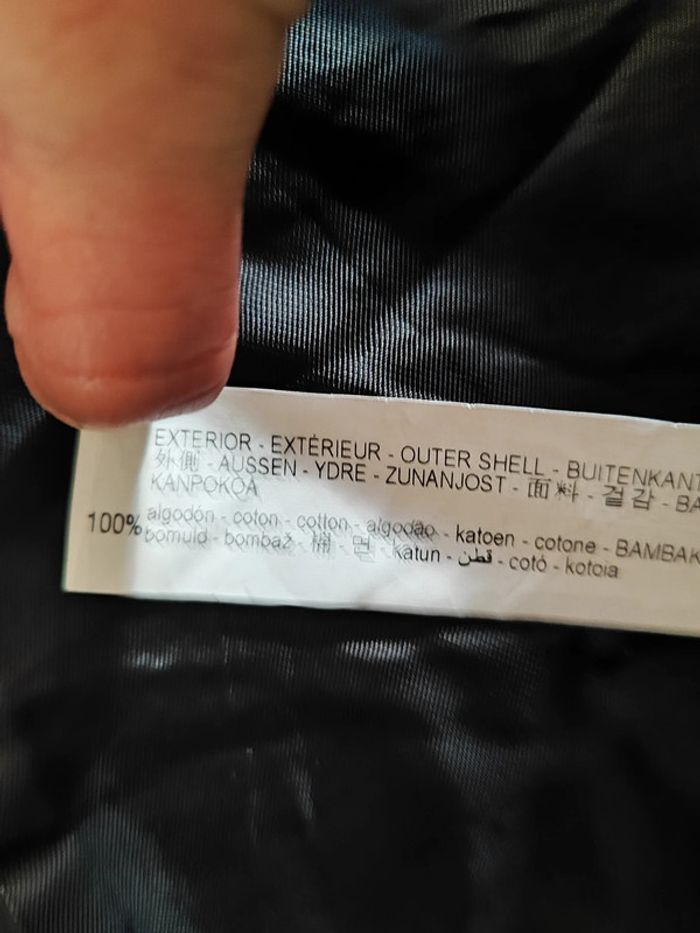 EXTERIOR - EXTÉRIEUR - OUTER SHELL - BUITENKANT
外側 - AUSSEN - YDRE - ZUNANJOST - 面料 - 겉감 - BA
KANPOKOA
100% algodón - coton - cotton - algodão - katoen - cotone - BAMBAK
bomuld - bombaž - 棉 - 면 - katun - قطن - cotó - kotoia